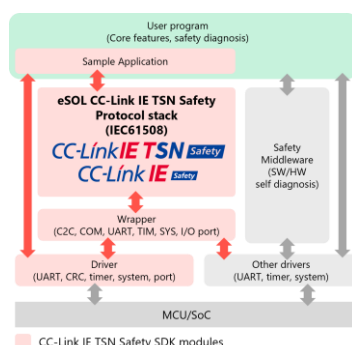 User program
(Core features, safety diagnosis)
Sample Application
eSOL CC-Link IE TSN Safety
Protocol stack
(IEC61508)
CC-Link IE TSN Safety
CC-Link IE Safety
Safety
Middleware
(SW/HW
self diagnosis)
Wrapper
(C2C, COM, UART, TIM, SYS, I/O port)
Driver
(UART, CRC, timer, system, port)
Other drivers
(UART, timer, system)
MCU/SoC
CC-Link IE TSN Safety SDK modules